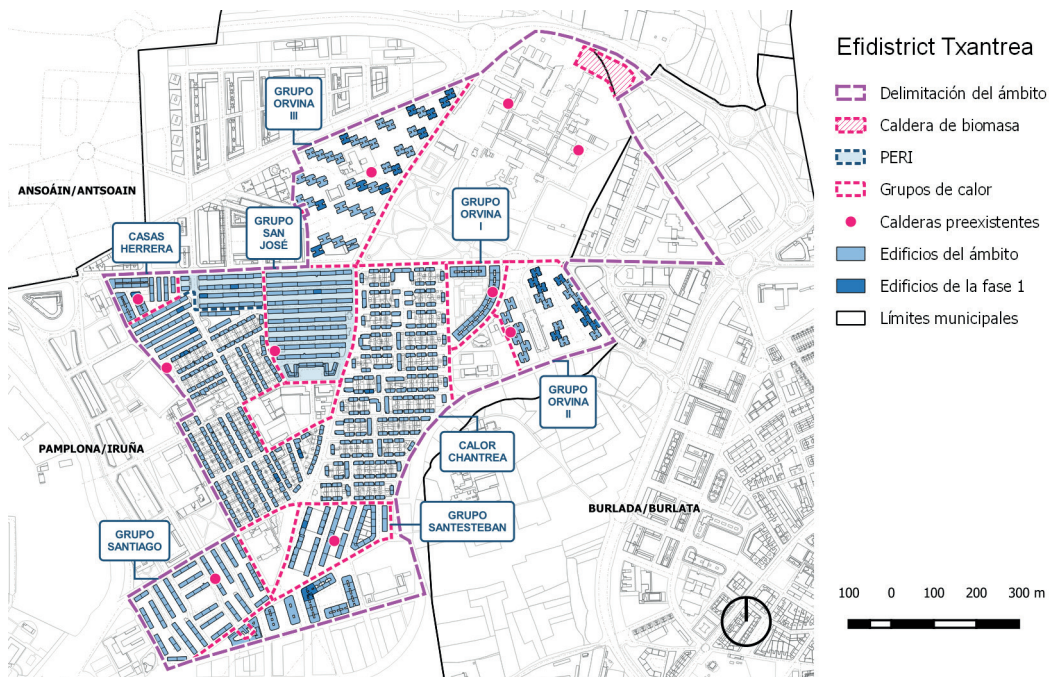 Efidistrict Txantrea
Delimitación del ámbito
Caldera de biomasa
PERI
Grupos de calor
Calderas preexistentes
Edificios del ámbito
Edificios de la fase 1
Límites municipales
GRUPO
ORVINA
III
ANSOÁIN/ANTSOAIN
CASAS
HERRERA
GRUPO
SAN
JOSÉ
GRUPO
ORVINA
I
GRUPO
ORVINA
II
PAMPLONA/IRUÑA
CALOR
CHANTREA
GRUPO
SANTESTEBAN
BURLADA/BURLATA
GRUPO
SANTIAGO
100 0 100 200 300 m